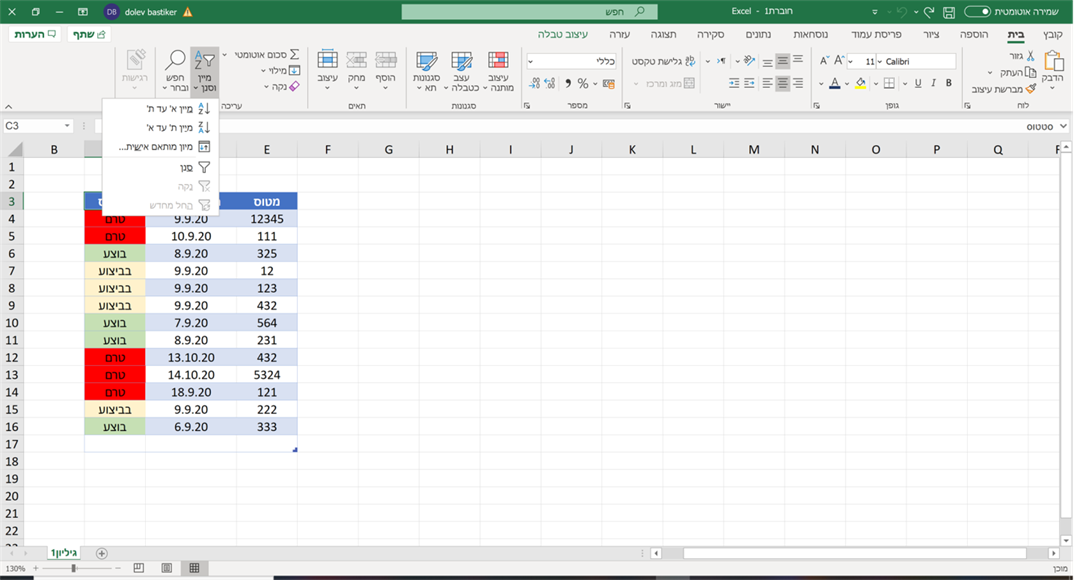 שמירה אוטומטית
חוברת1 - Excel
חפש
dolev bastiker
DB
קובץ בית הוספה ציור פריסת עמוד נוסחאות נתונים סקירה תצוגה עזרה עיצוב טבלה
שתף
הערות
הדבק
גזור
העתק
מברשת עיצוב
לוח
Calibri 11
B I U
גופן
גלישת טקסט
מזג ומרכז
יישור
כללי
מספר
עיצוב מותנה
עצב כטבלה
סגנונות תא
סגנונות
הוסף
מחק
עיצוב
תאים
סכום אוטומטי
מילוי
נקה
מיין וסנן
חפש ובחר
עריכה
רגישות
מיין א' עד ת'
מיין ת' עד א'
מיון מותאם אישית...
סנן
נקה
החל מחדש
C3
סטטוס
B E F G H I J K L M N O P Q
1
2
3 מטוס
4 12345 9.9.20 טרם
5 111 10.9.20 טרם
6 325 8.9.20 בוצע
7 12 9.9.20 בביצוע
8 123 9.9.20 בביצוע
9 432 9.9.20 בביצוע
10 564 7.9.20 בוצע
11 231 8.9.20 בוצע
12 432 13.10.20 טרם
13 5324 14.10.20 טרם
14 121 18.9.20 טרם
15 222 9.9.20 בביצוע
16 333 6.9.20 בוצע
17
18
19
20
21
22
גיליון1
מוכן
130%